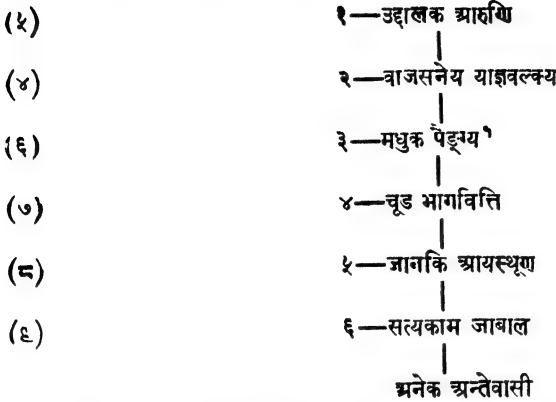 (५) १—उद्दालक आरुणि
(४) २—वाजसनेय याज्ञवल्क्य
(६) ३—मधुक पैङ्ग्य¹
(७) ४—चूड भागवित्ति
(८) ५—जानकि आयस्थूण
(९) ६—सत्यकाम जाबाल
अनेक अन्तेवासी